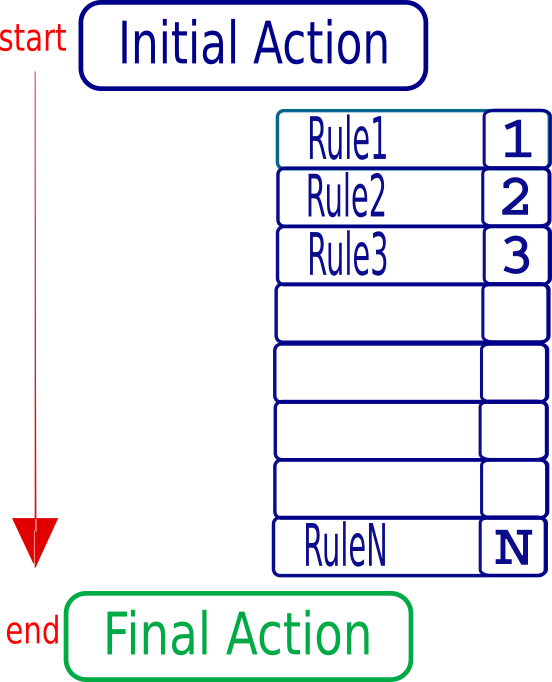 start
Initial Action
Rule1 1
Rule2 2
Rule3 3
RuleN N
end
Final Action